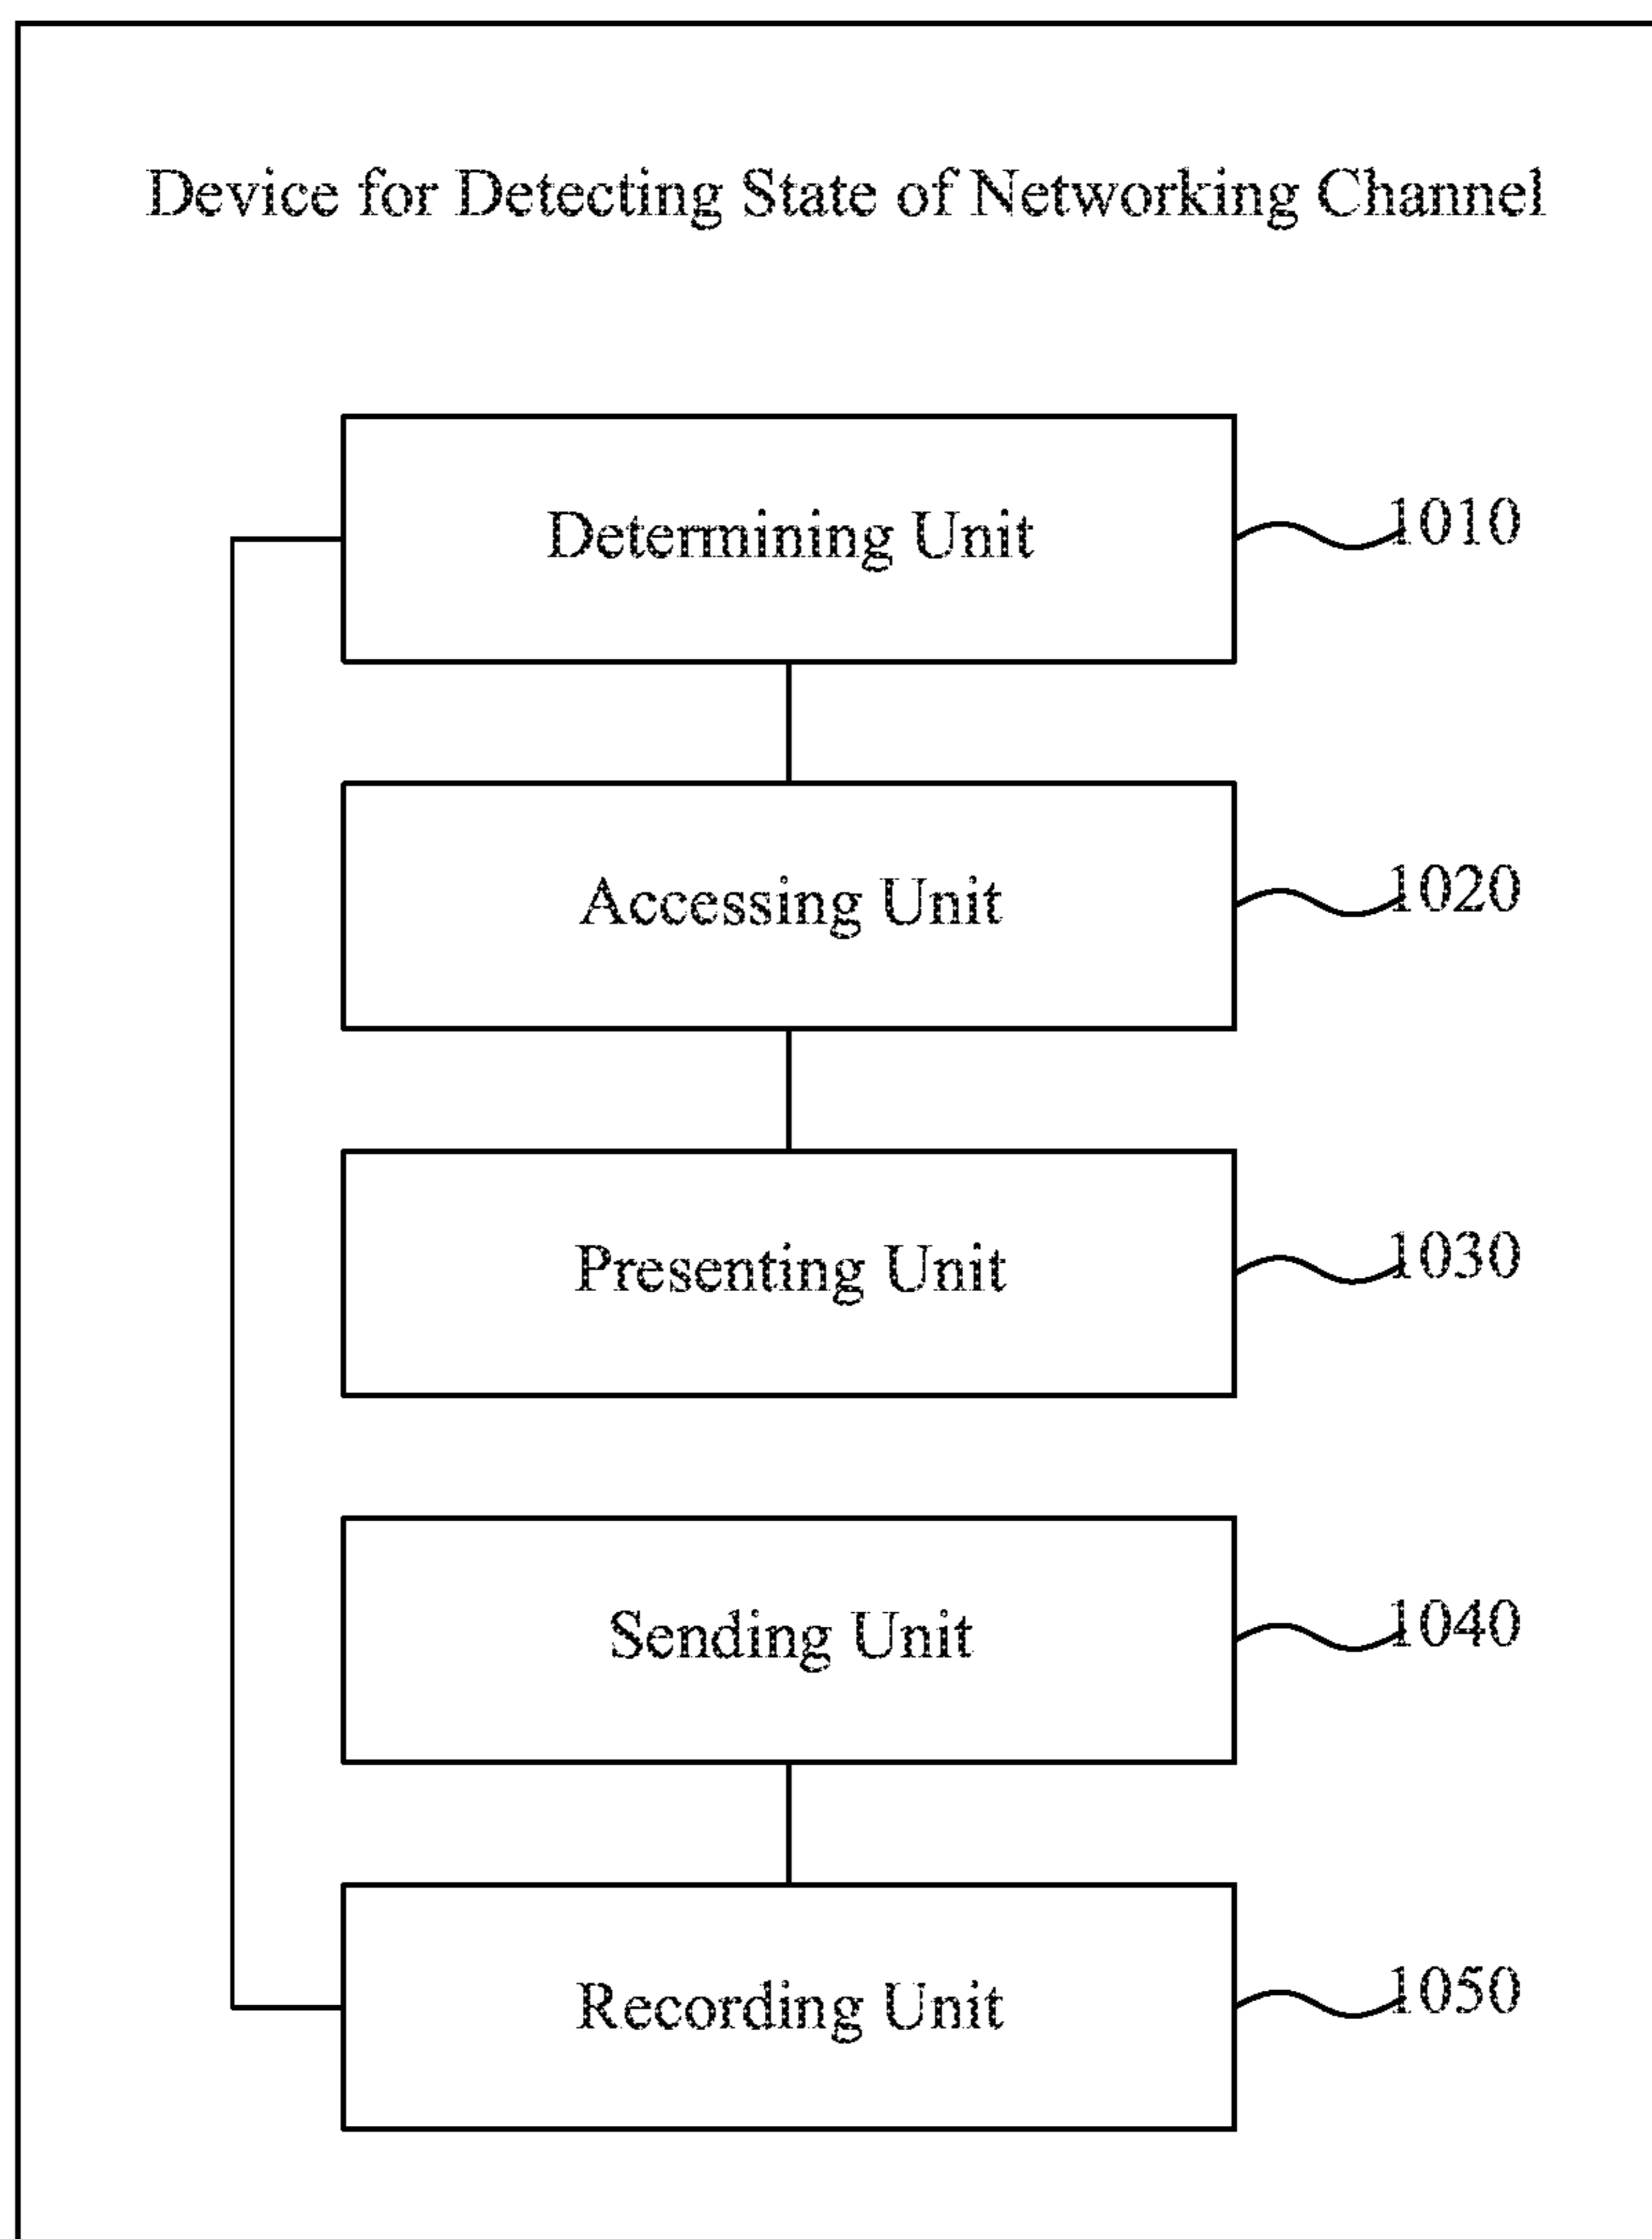 Device for Detecting State of Networking Channel
Determining Unit
1010
Accessing Unit
1020
Presenting Unit
1030
Sending Unit
1040
Recording Unit
1050